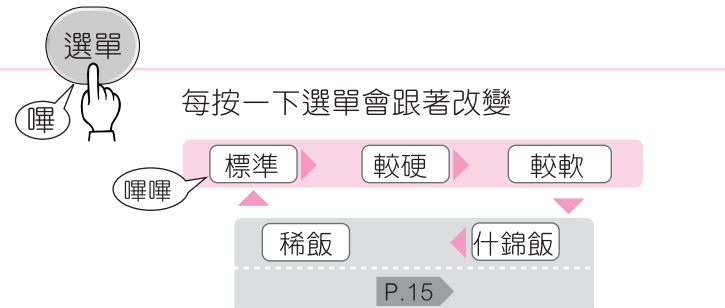 選單
嗶
每按一下選單會跟著改變
嗶嗶
標準 較硬 較軟
稀飯 什錦飯
P.15